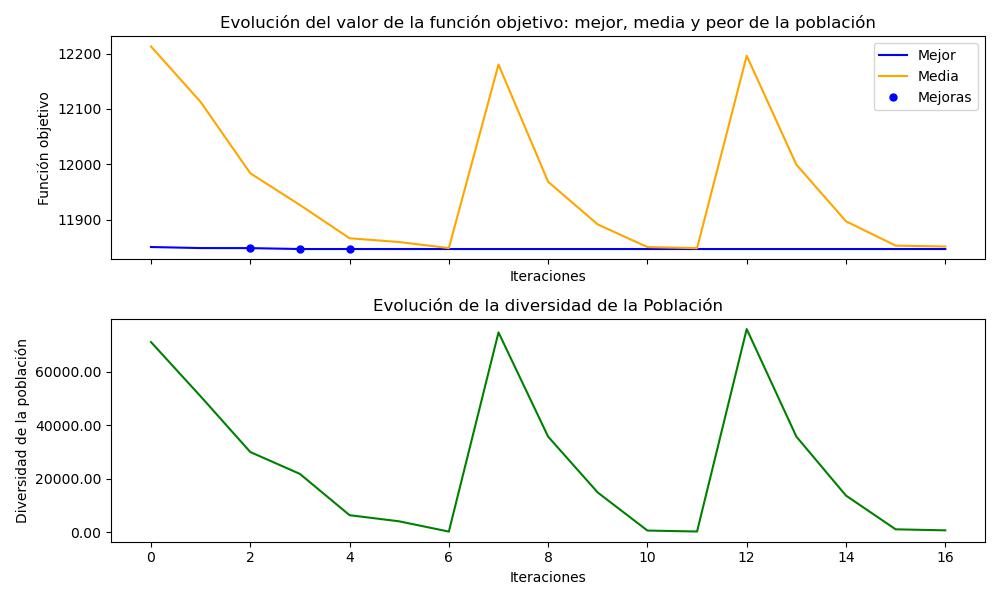 Evolución del valor de la función objetivo: mejor, media y peor de la población
12200
12100
12000
11900
Función objetivo
Mejor
Media
Mejoras
Iteraciones
Evolución de la diversidad de la Población
60000.00
40000.00
20000.00
0.00
Diversidad de la población
0 2 4 6 8 10 12 14 16
Iteraciones